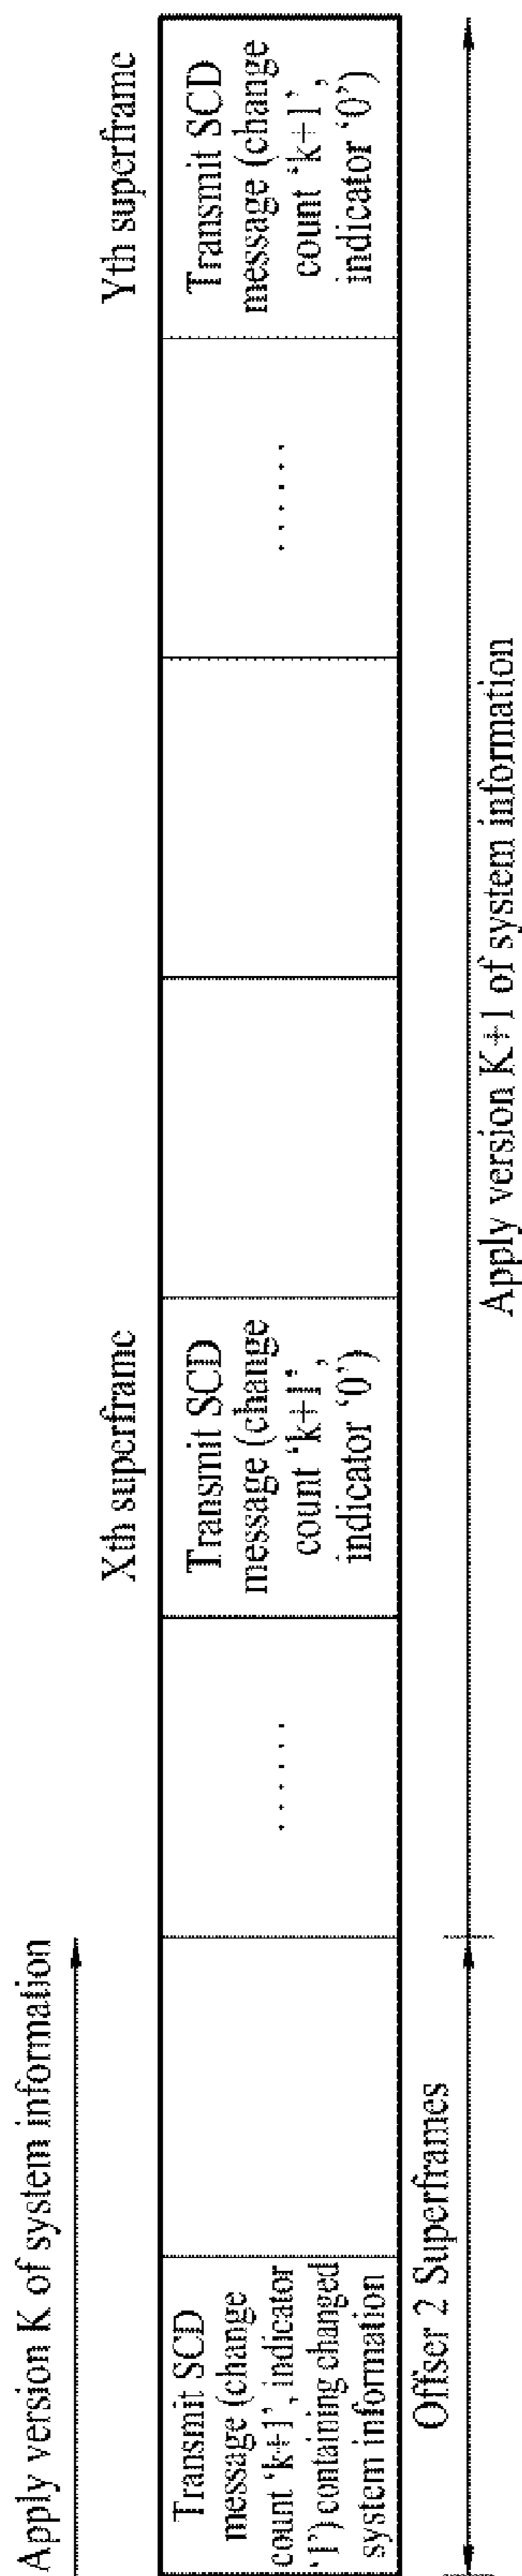 Apply version K of system information
Xth superframe
Yth superframe
Transmit SCD
message (change
count 'k+1', indicator
'1') containing changed
system information
......
Transmit SCD
message (change
count 'k+1',
indicator '0')
......
Transmit SCD
message (change
count 'k+1',
indicator '0')
Offser 2 Superframes
Apply version K+1 of system information